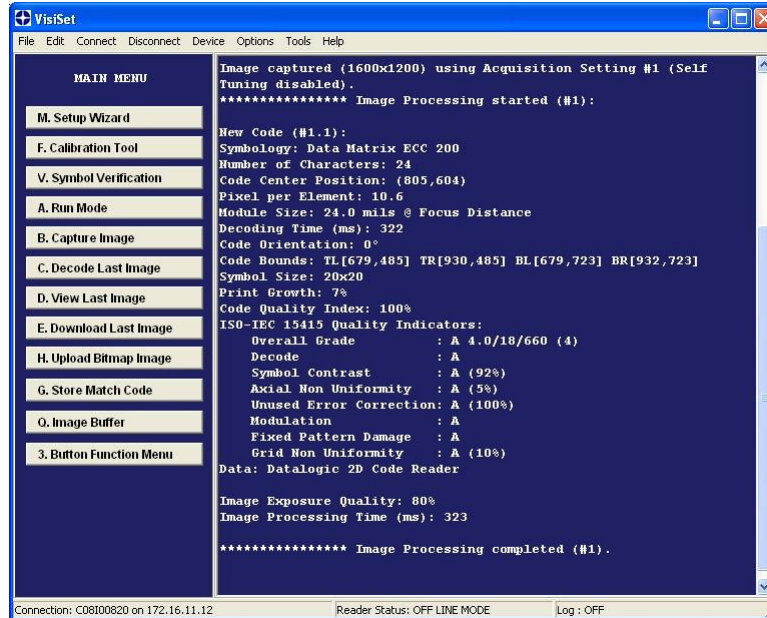 VisiSet
File Edit Connect Disconnect Device Options Tools Help
MAIN MENU
M. Setup Wizard
F. Calibration Tool
V. Symbol Verification
A. Run Mode
B. Capture Image
C. Decode Last Image
D. View Last Image
E. Download Last Image
H. Upload Bitmap Image
G. Store Match Code
Q. Image Buffer
3. Button Function Menu
Image captured (1600x1200) using Acquisition Setting #1 (Self
Tuning disabled).
**************** Image Processing started (#1):
New Code (#1.1):
Symbology: Data Matrix ECC 200
Number of Characters: 24
Code Center Position: (805,604)
Pixel per Element: 10.6
Module Size: 24.0 mils @ Focus Distance
Decoding Time (ms): 322
Code Orientation: 0°
Code Bounds: TL[679,485] TR[930,485] BL[679,723] BR[932,723]
Symbol Size: 20x20
Print Growth: 7%
Code Quality Index: 100%
ISO-IEC 15415 Quality Indicators:
Overall Grade : A 4.0/18/660 (4)
Decode : A
Symbol Contrast : A (92%)
Axial Non Uniformity : A (5%)
Unused Error Correction: A (100%)
Modulation : A
Fixed Pattern Damage : A
Grid Non Uniformity : A (10%)
Data: Datalogic 2D Code Reader
Image Exposure Quality: 80%
Image Processing Time (ms): 323
**************** Image Processing completed (#1).
Connection: C08I00820 on 172.16.11.12
Reader Status: OFF LINE MODE
Log : OFF